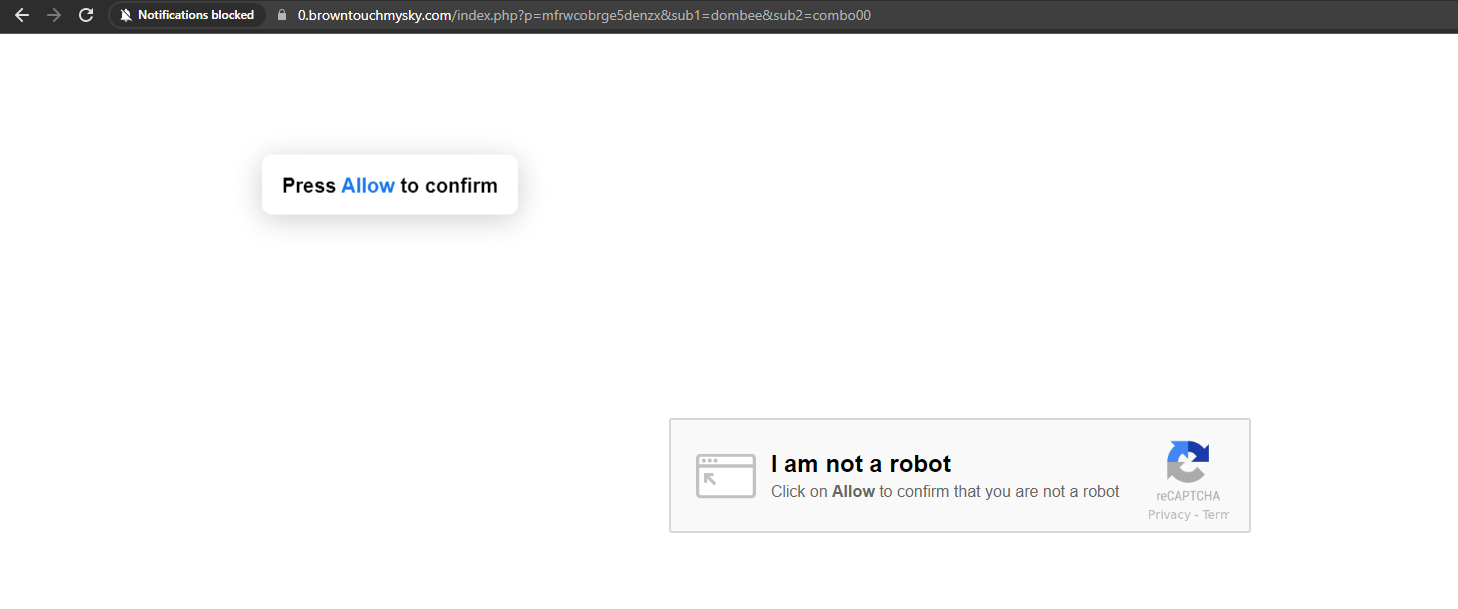 Notifications blocked
0.browntouchmysky.com/index.php?p=mfrwcobrge5denzx&sub1=dombee&sub2=combo00
Press Allow to confirm
I am not a robot
Click on Allow to confirm that you are not a robot
reCAPTCHA
Privacy - Term